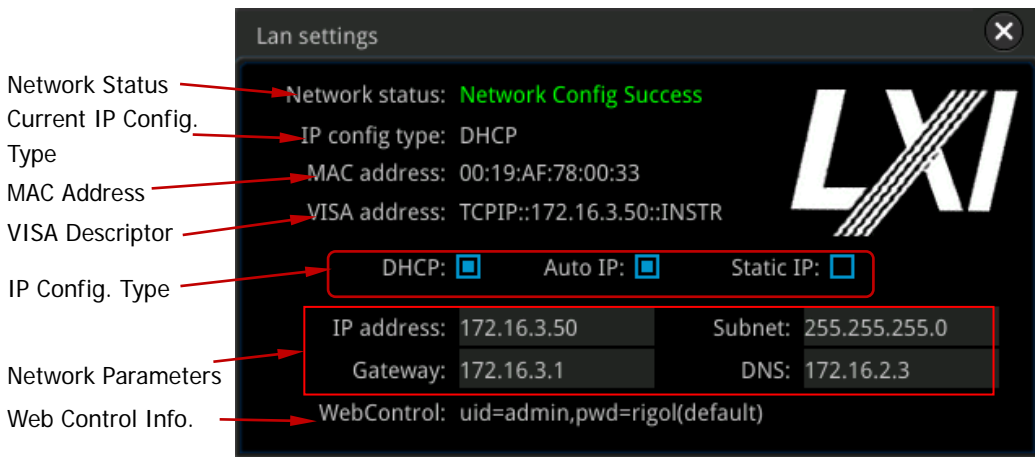 Lan settings
Network Status
Network status: Network Config Success
Current IP Config.
Type
IP config type: DHCP
MAC Address
MAC address: 00:19:AF:78:00:33
VISA Descriptor
VISA address: TCPIP::172.16.3.50::INSTR
LXI
IP Config. Type
DHCP: Auto IP: Static IP:
IP address: 172.16.3.50 Subnet: 255.255.255.0
Network Parameters
Gateway: 172.16.3.1 DNS: 172.16.2.3
Web Control Info.
WebControl: uid=admin,pwd=rigol(default)